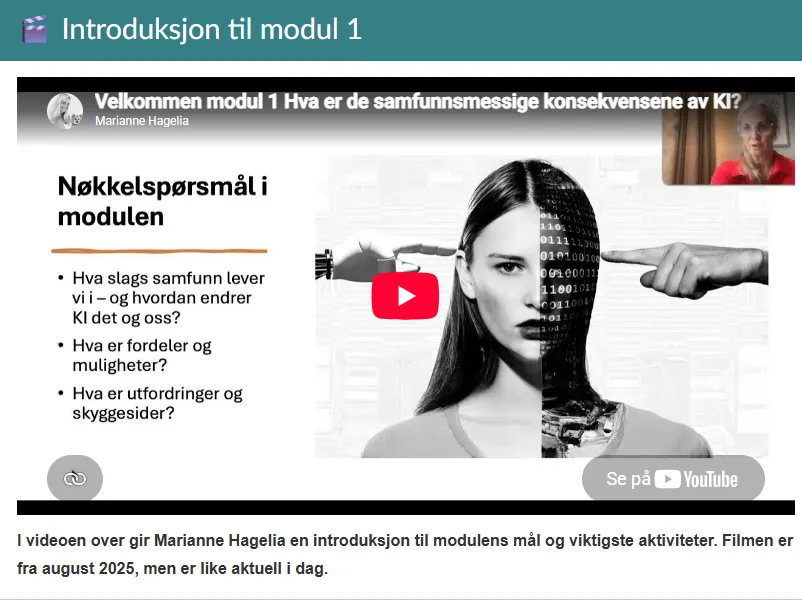 Introduksjon til modul 1
Velkommen modul 1 Hva er de samfunnsmessige konsekvensene av KI?
Marianne Hagelia
Nøkkelspørsmål i
modulen
• Hva slags samfunn lever
vi i – og hvordan endrer
KI det og oss?
• Hva er fordeler og
muligheter?
• Hva er utfordringer og
skyggesider?
Se på YouTube
I videoen over gir Marianne Hagelia en introduksjon til modulens mål og viktigste aktiviteter. Filmen er
fra august 2025, men er like aktuell i dag.